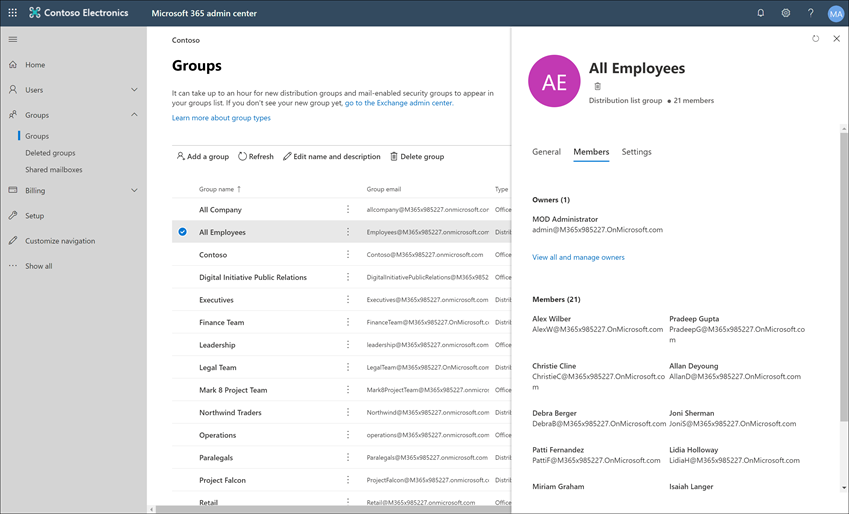 Contoso Electronics
Microsoft 365 admin center
?
MA
Home
Users
Groups
Groups
Deleted groups
Shared mailboxes
Billing
Setup
Customize navigation
Show all
Contoso
Groups
It can take up to an hour for new distribution groups and mail-enabled security groups to appear in
your groups list. If you don't see your new group yet, go to the Exchange admin center.
Learn more about group types
Add a group Refresh Edit name and description Delete group
Group name ↑ Group email Type
All Company allcompany@M365x985227.onmicrosoft.cor Office
All Employees Employees@M365x985227.onmicrosoft.com Distrib
Contoso Contoso@M365x985227.onmicrosoft.com Office
Digital Initiative Public Relations DigitalInitiativePublicRelations@M365x9852 Office
Executives Executives@M365x985227.onmicrosoft.com Distrib
Finance Team FinanceTeam@M365x985227.OnMicrosoft.cc Distrib
Leadership leadership@M365x985227.onmicrosoft.com Office
Legal Team LegalTeam@M365x985227.OnMicrosoft.com Distrib
Mark 8 Project Team Mark8ProjectTeam@M365x985227.onmicrosof Office
Northwind Traders Northwind@M365x985227.onmicrosoft.com Distrib
Operations operations@M365x985227.onmicrosoft.com Office
Paralegals Paralegals@M365x985227.onmicrosoft.com Distrib
Project Falcon ProjectFalcon@M365x985227.onmicrosoft.co Office
Retail Retail@M365x985227.onmicrosoft.com Office
AE
All Employees
Distribution list group ● 21 members
General Members Settings
Owners (1)
MOD Administrator
admin@M365x985227.OnMicrosoft.com
View all and manage owners
Members (21)
Alex Wilber
AlexW@M365x985227.OnMicrosoft.com
Pradeep Gupta
PradeepG@M365x985227.OnMicrosoft.co
m
Christie Cline
ChristieC@M365x985227.OnMicrosoft.co
m
Allan Deyoung
AllanD@M365x985227.OnMicrosoft.com
Debra Berger
DebraB@M365x985227.OnMicrosoft.com
Joni Sherman
JoniS@M365x985227.OnMicrosoft.com
Patti Fernandez
PattiF@M365x985227.OnMicrosoft.com
Lidia Holloway
LidiaH@M365x985227.OnMicrosoft.com
Miriam Graham
Isaiah Langer